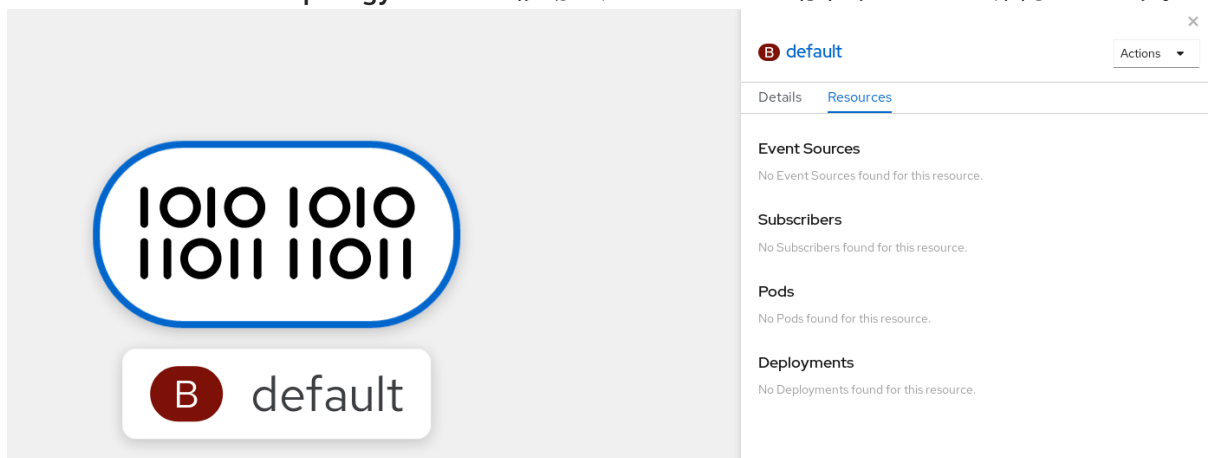 1010 1010
11011 11011
B default
B default
Actions
Details Resources
Event Sources
No Event Sources found for this resource.
Subscribers
No Subscribers found for this resource.
Pods
No Pods found for this resource.
Deployments
No Deployments found for this resource.